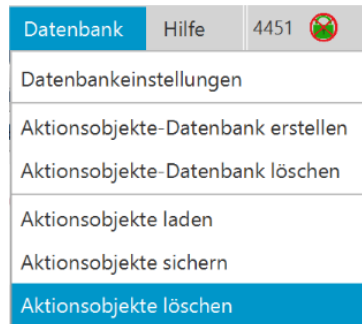 Datenbank Hilfe 4451
Datenbankeinstellungen
Aktionsobjekte-Datenbank erstellen
Aktionsobjekte-Datenbank löschen
Aktionsobjekte laden
Aktionsobjekte sichern
Aktionsobjekte löschen